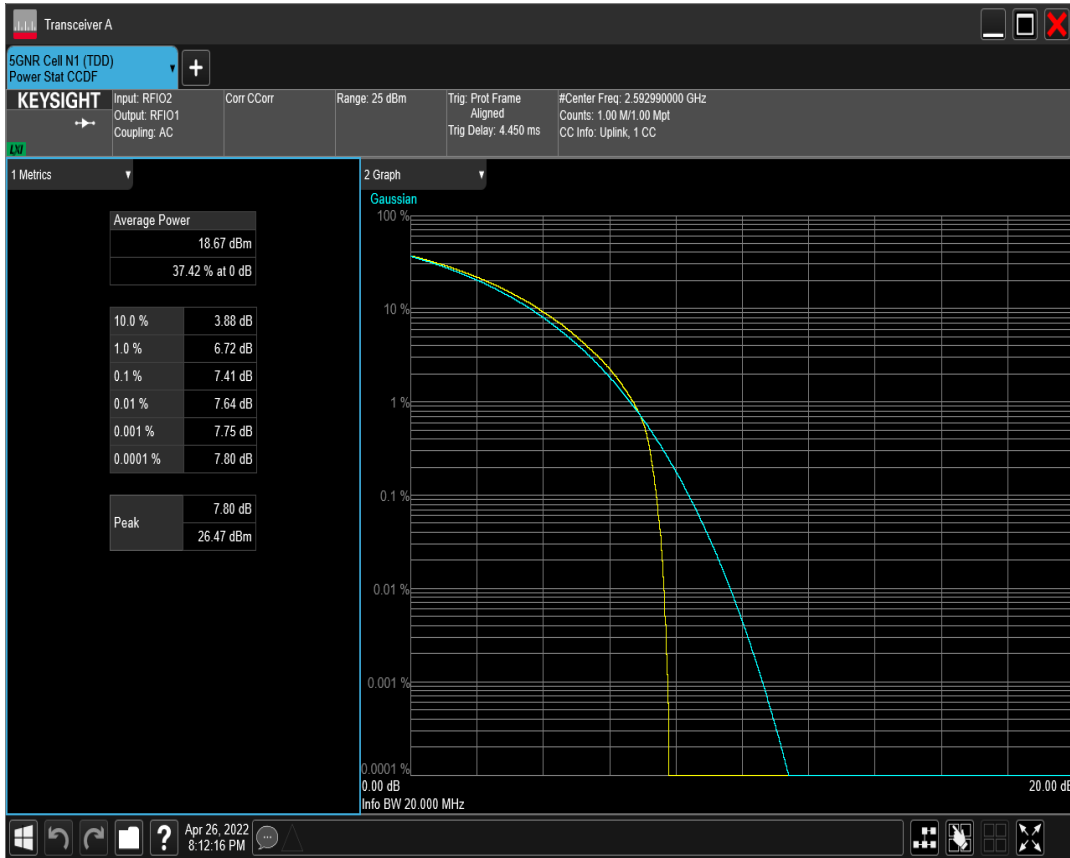 Transceiver A
5GNR Cell N1 (TDD)
Power Stat CCDF
+
KEYSIGHT
LXI
Input: RFIO2
Output: RFIO1
Coupling: AC
Corr CCorr
Range: 25 dBm
Trig: Prot Frame
Aligned
Trig Delay: 4.450 ms
#Center Freq: 2.592990000 GHz
Counts: 1.00 M/1.00 Mpt
CC Info: Uplink, 1 CC
1 Metrics
Average Power
18.67 dBm
37.42 % at 0 dB
10.0 % 3.88 dB
1.0 % 6.72 dB
0.1 % 7.41 dB
0.01 % 7.64 dB
0.001 % 7.75 dB
0.0001 % 7.80 dB
Peak
7.80 dB
26.47 dBm
2 Graph
Gaussian
100 %
10 %
1 %
0.1 %
0.01 %
0.001 %
0.0001 %
0.00 dB 20.00 dB
Info BW 20.000 MHz
?
Apr 26, 2022
8:12:16 PM